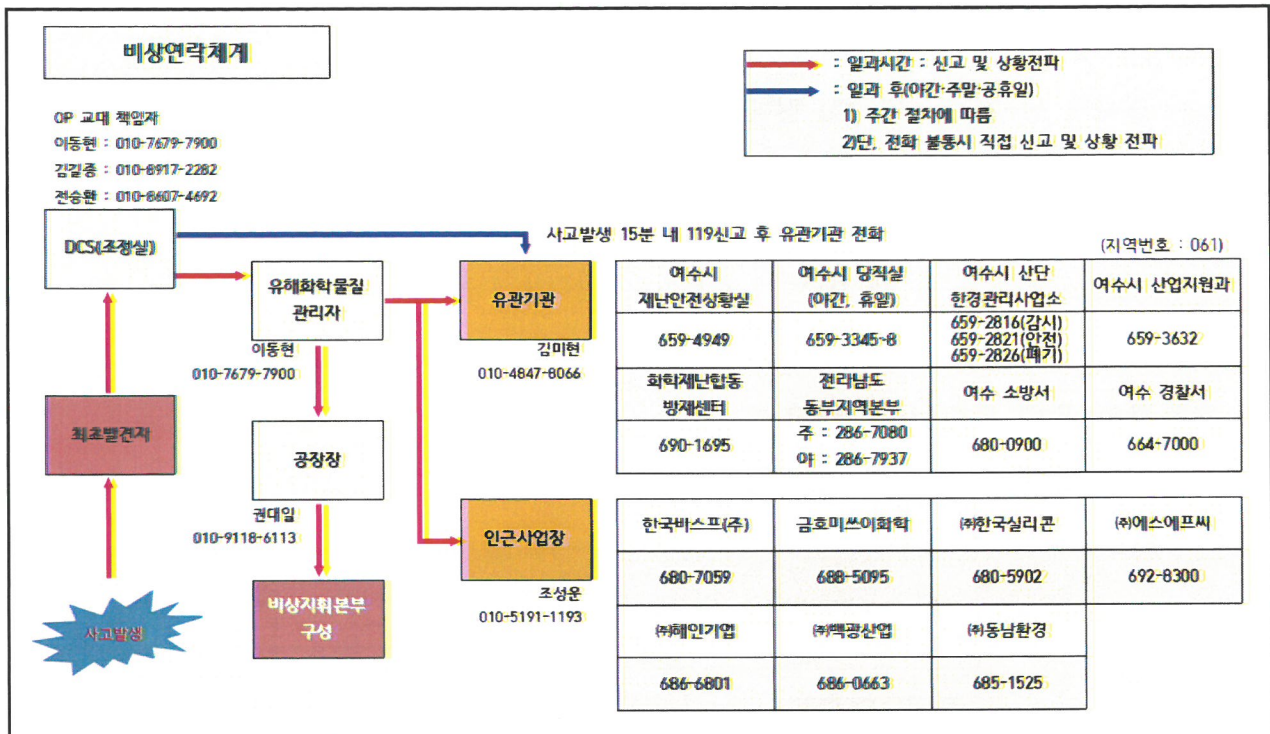 비상연락체계
: 일과시간 : 신고 및 상황전파
: 일과 후(야간·주말·공휴일)
1) 주간 절차에 따름
2)단, 전화 불통시 직접 신고 및 상황 전파
OP 교대 책임자
이동현 : 010-7679-7900
김길종 : 010-8917-2282
전승환 : 010-8607-4692
DCS(조정실)
사고발생 15분 내 119신고 후 유관기관 전화
(지역번호 : 061)
유해화학물질
관리자
이동현
010-7679-7900
유관기관
김미현
010-4847-8066
최초발견자
공장장
권대일
010-9118-6113
인근사업장
조성운
010-5191-1193
비상지휘본부
구성
사고발생
여수시
재난안전상황실
여수시 당직실
(야간, 휴일)
여수시 산단
환경관리사업소
여수시 산업지원과
659-4949
659-3345~8
659-2816(감시)
659-2821(안전)
659-2826(폐기)
659-3632
화학재난합동
방재센터
전라남도
동부지역본부
여수 소방서
여수 경찰서
690-1695
주 : 286-7080
야 : 286-7937
680-0900
664-7000
한국바스프(주)
금호미쓰이화학
㈜한국실리콘
㈜에스에프씨
680-7059
688-5095
680-5902
692-8300
㈜해인기업
㈜백광산업
㈜동남환경
686-6801
686-0663
685-1525